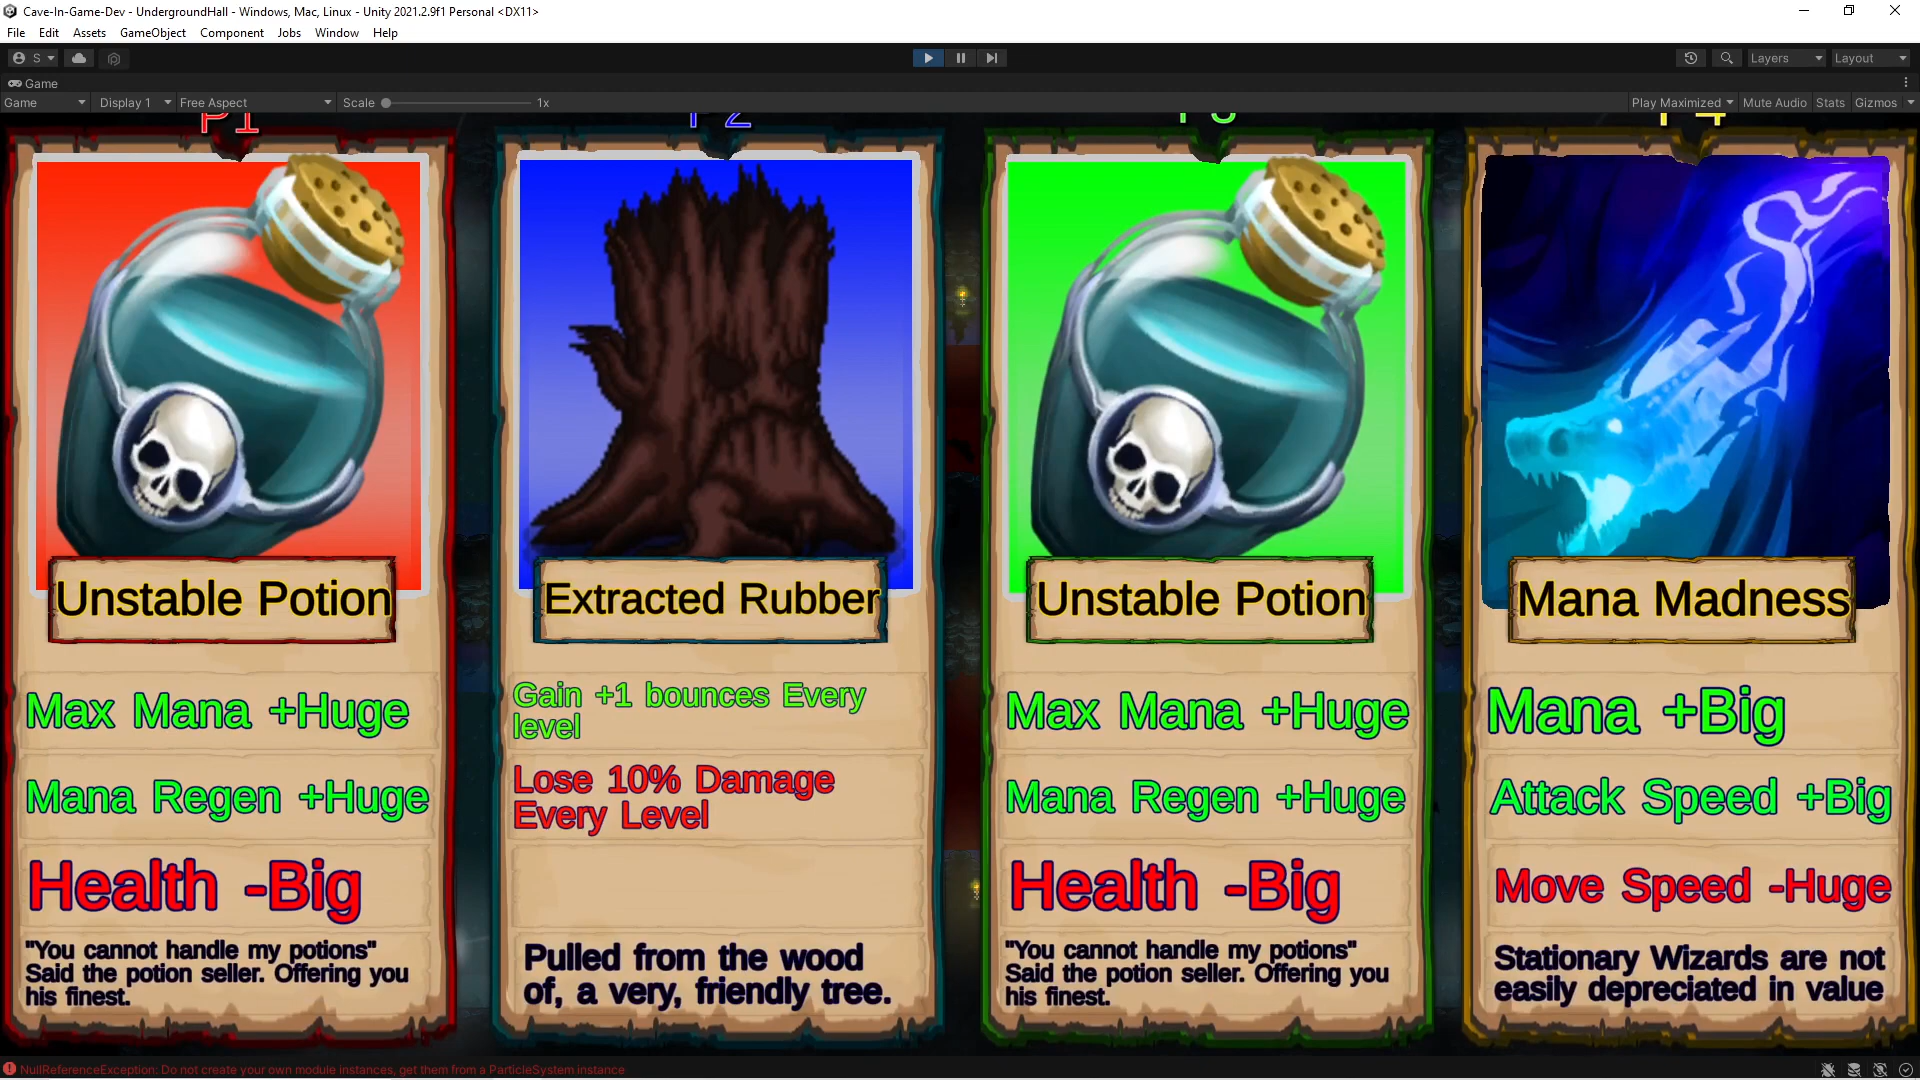 Cave-In-Game-Dev - UndergroundHall - Windows, Mac, Linux - Unity 2021.2.9f1 Personal <DX11>
File Edit Assets GameObject Component Jobs Window Help
S Layers Layout
Game
Game Display 1 Free Aspect Scale 1x Play Maximized Mute Audio Stats Gizmos
P1 P2 P3 P4
Unstable Potion
Max Mana +Huge
Mana Regen +Huge
Health -Big
"You cannot handle my potions"
Said the potion seller. Offering you
his finest.
Extracted Rubber
Gain +1 bounces Every
level
Lose 10% Damage
Every Level
Pulled from the wood
of, a very, friendly tree.
Unstable Potion
Max Mana +Huge
Mana Regen +Huge
Health -Big
"You cannot handle my potions"
Said the potion seller. Offering you
his finest.
Mana Madness
Mana +Big
Attack Speed +Big
Move Speed -Huge
Stationary Wizards are not
easily depreciated in value
NullReferenceException: Do not create your own module instances, get them from a ParticleSystem instance